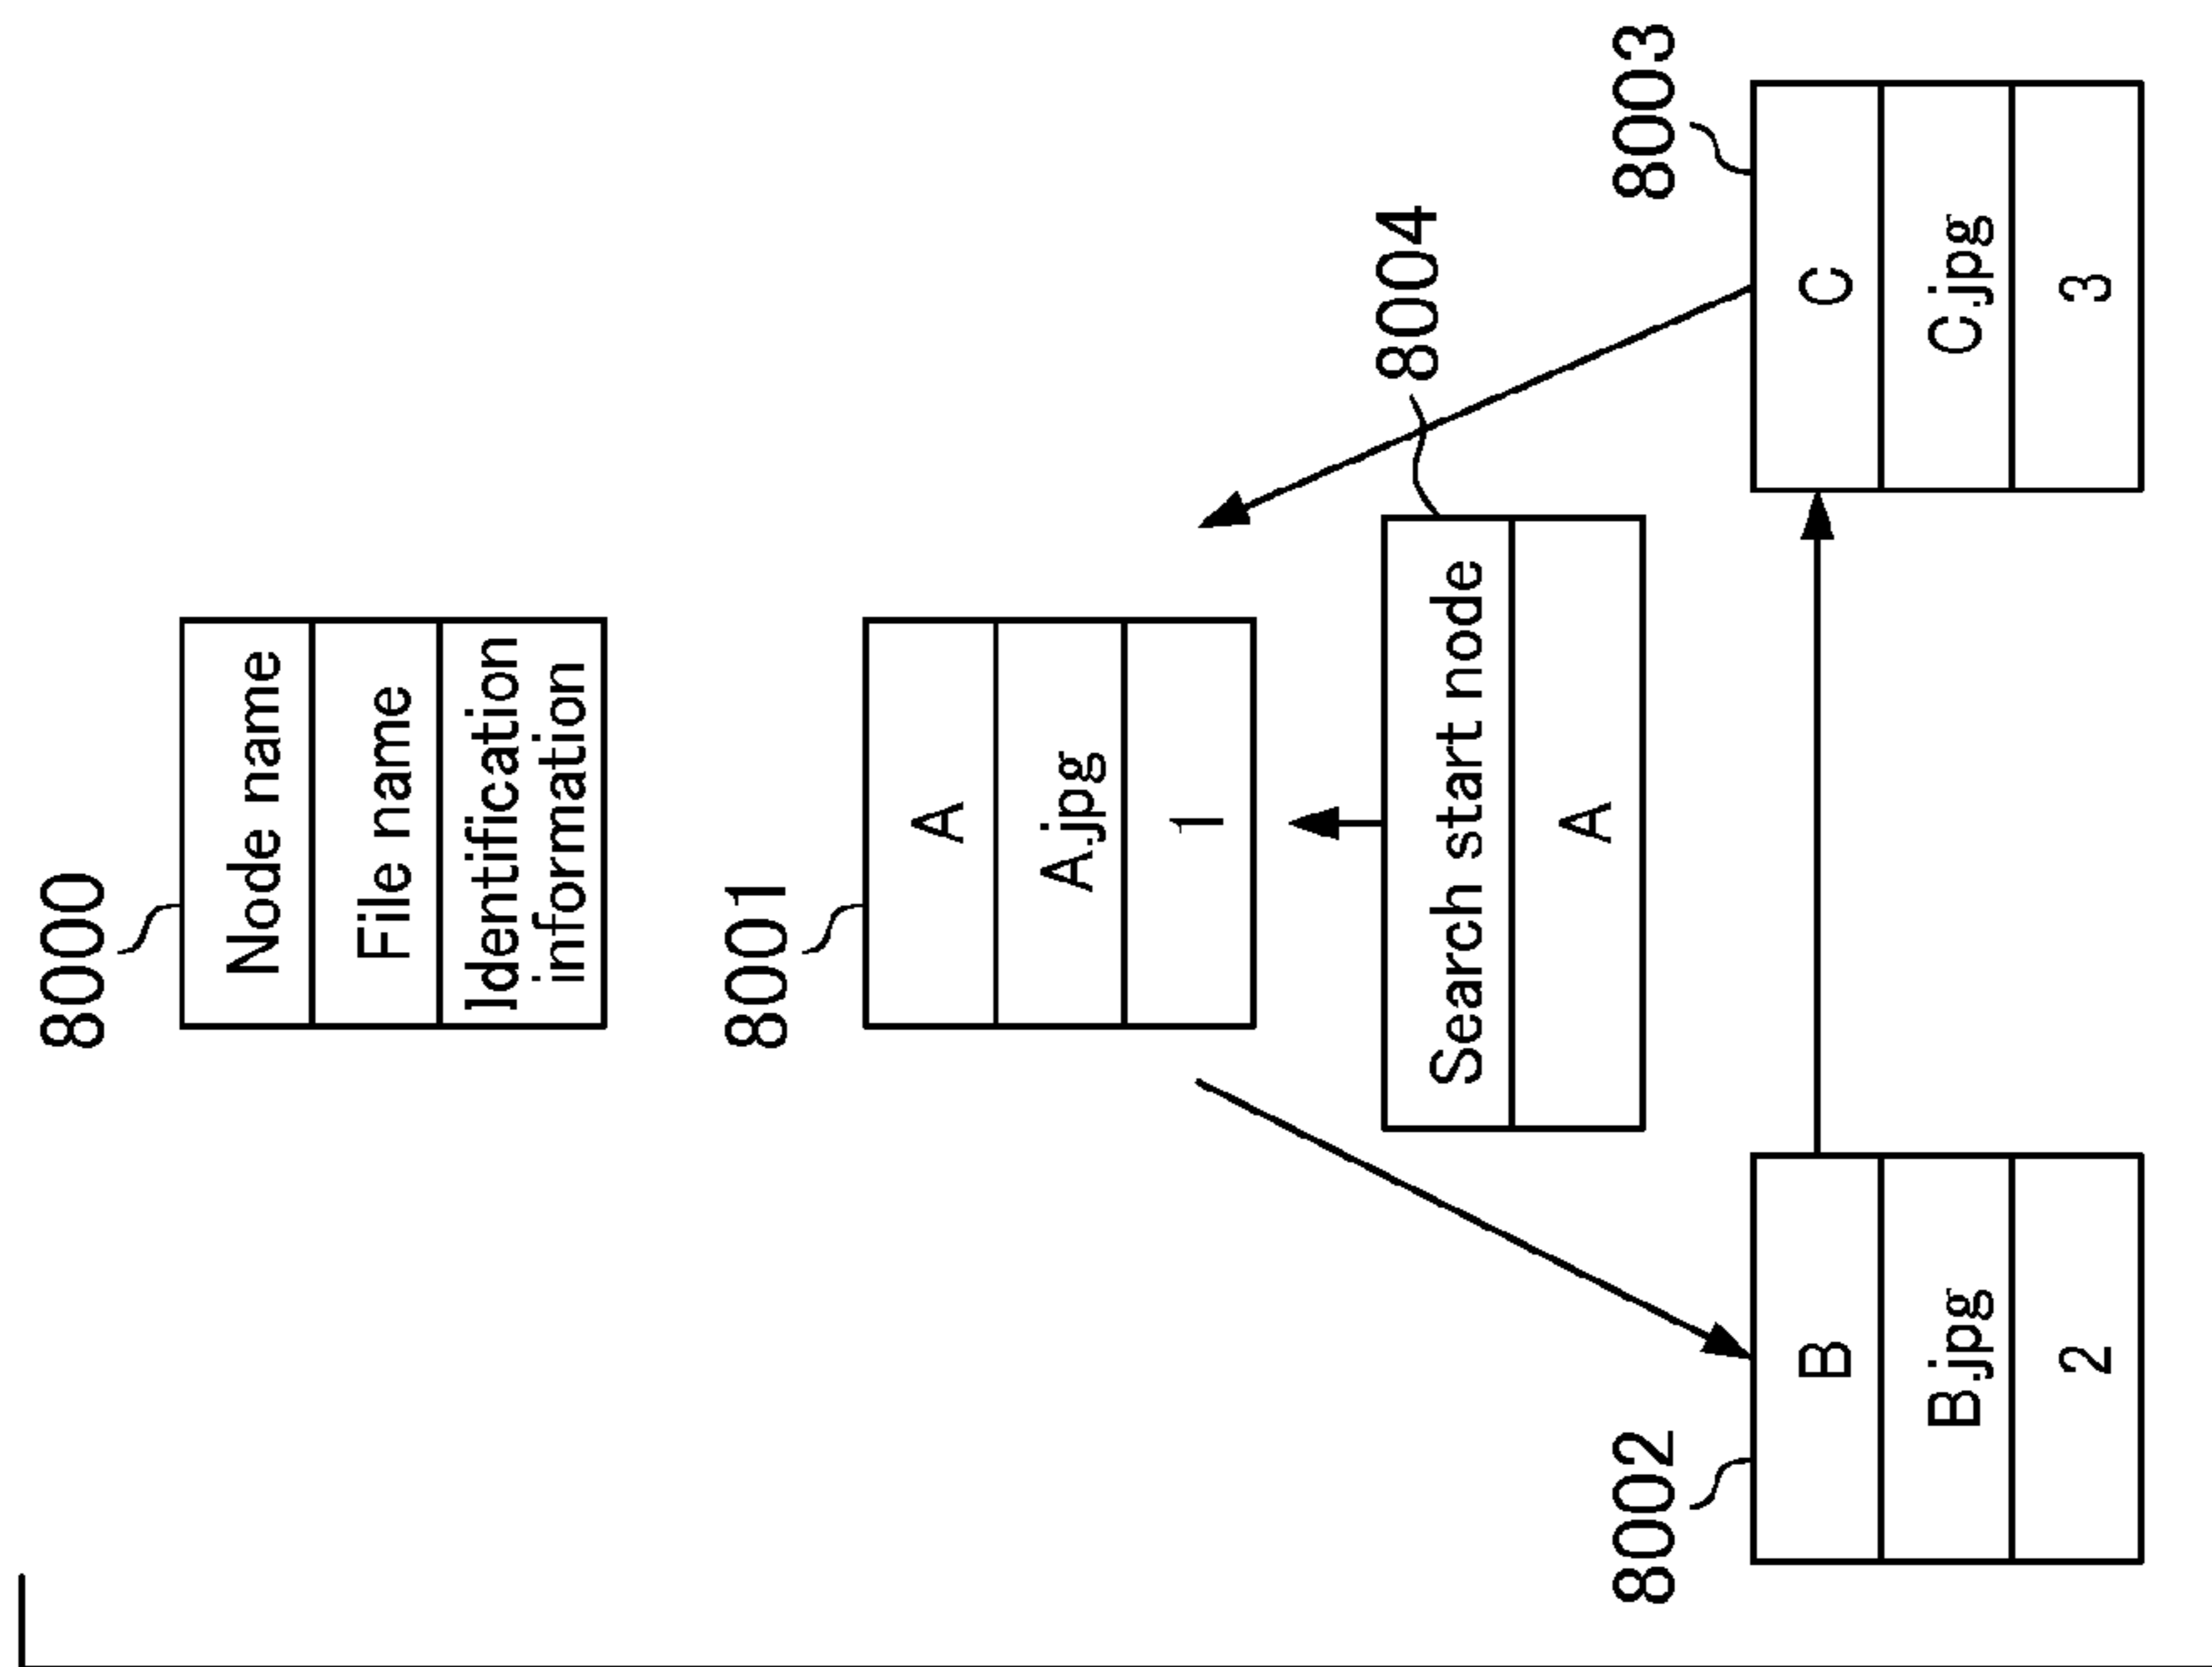 8000
Node name
File name
Identification
information
8001
A
A.jpg
1
8004
Search start node
A
8002
B
B.jpg
2
8003
C
C.jpg
3